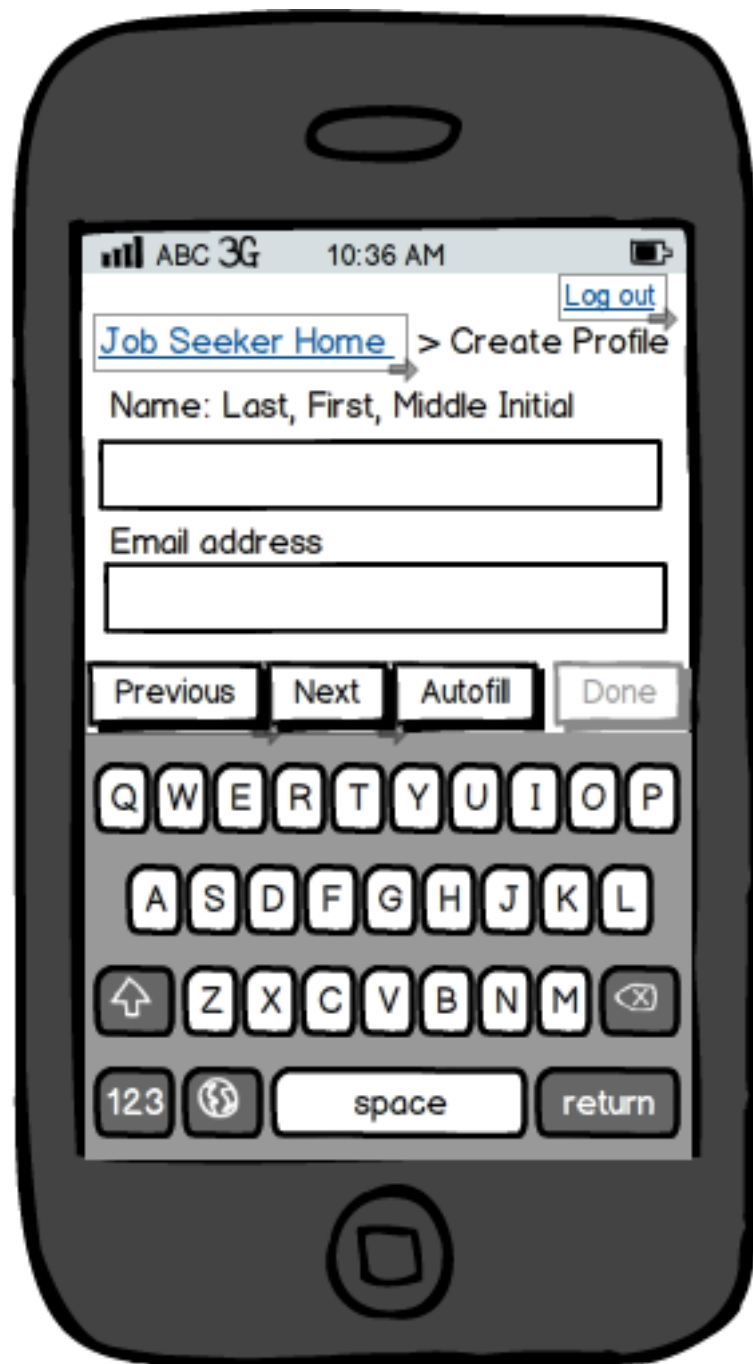 ABC 3G 10:36 AM
Log out
Job Seeker Home > Create Profile
Name: Last, First, Middle Initial
Email address
Previous Next Autofill Done
Q W E R T Y U I O P
A S D F G H J K L
Z X C V B N M
123 space return